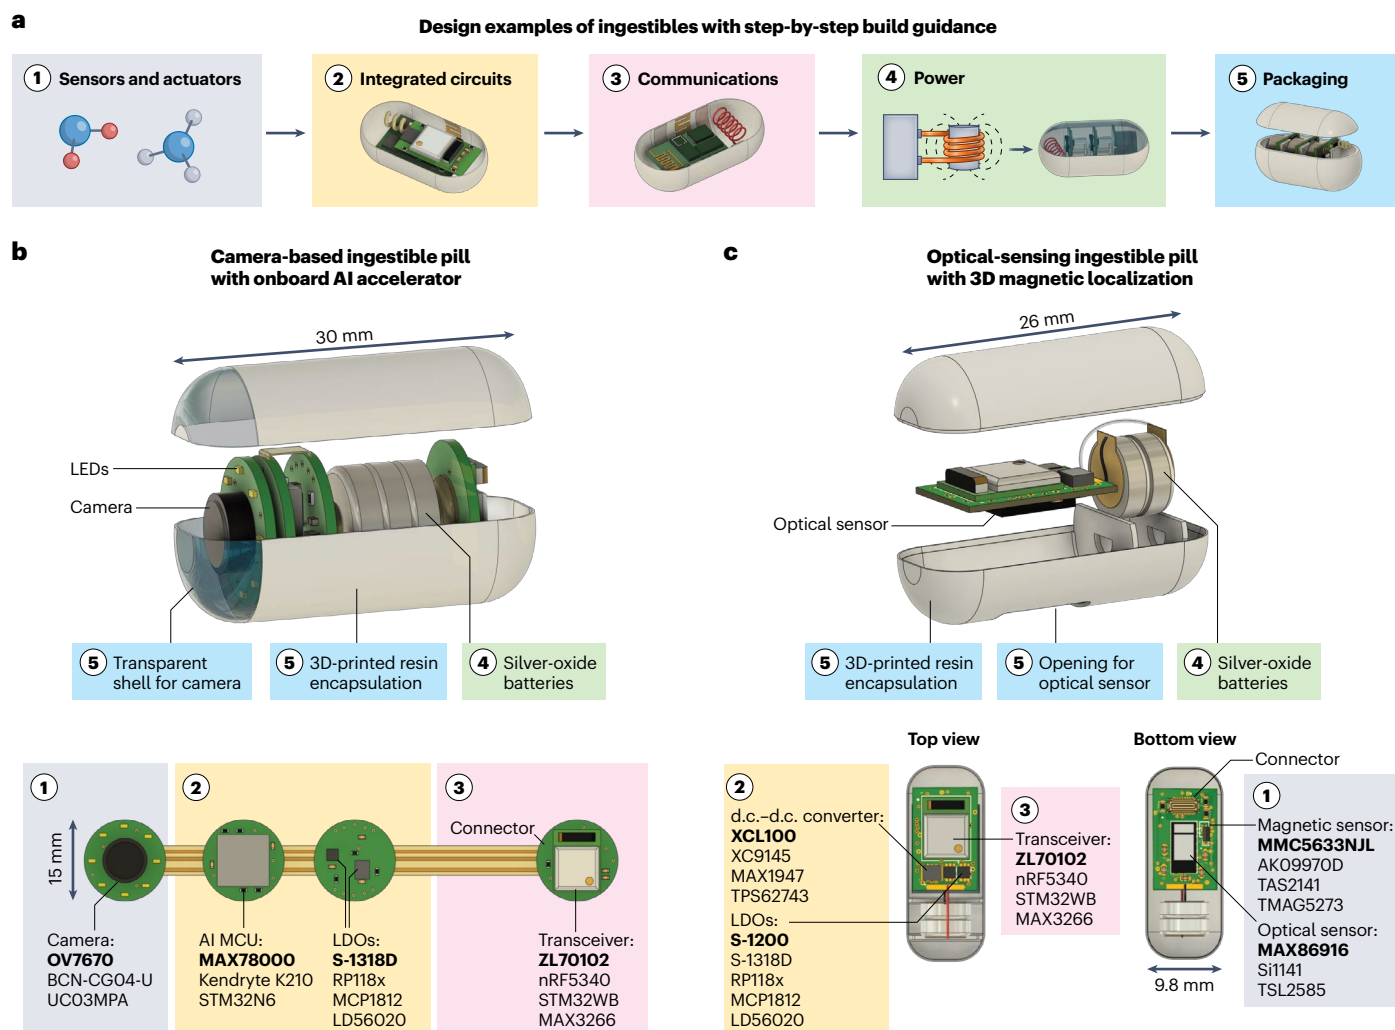 a
Design examples of ingestibles with step-by-step build guidance
1 Sensors and actuators
2 Integrated circuits
3 Communications
4 Power
5 Packaging
b
Camera-based ingestible pill
with onboard AI accelerator
30 mm
LEDs
Camera
5 Transparent
shell for camera
5 3D-printed resin
encapsulation
4 Silver-oxide
batteries
1
2
3
15 mm
Connector
Camera:
OV7670
BCN-CG04-U
UC03MPA
AI MCU:
MAX78000
Kendryte K210
STM32N6
LDOs:
S-1318D
RP118x
MCP1812
LD56020
Transceiver:
ZL70102
nRF5340
STM32WB
MAX3266
c
Optical-sensing ingestible pill
with 3D magnetic localization
26 mm
Optical sensor
5 3D-printed resin
encapsulation
5 Opening for
optical sensor
4 Silver-oxide
batteries
Top view
Bottom view
2
d.c.–d.c. converter:
XCL100
XC9145
MAX1947
TPS62743
LDOs:
S-1200
S-1318D
RP118x
MCP1812
LD56020
3
Transceiver:
ZL70102
nRF5340
STM32WB
MAX3266
Connector
1
Magnetic sensor:
MMC5633NJL
AK09970D
TAS2141
TMAG5273
Optical sensor:
MAX86916
Si1141
TSL2585
9.8 mm